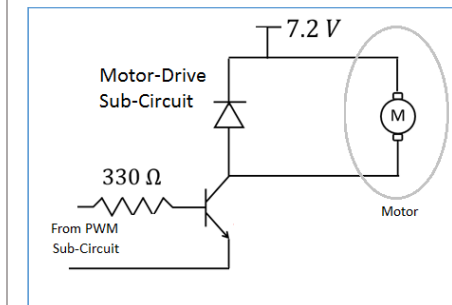 7.2 V
Motor-Drive
Sub-Circuit
M
330 Ω
Motor
From PWM
Sub-Circuit